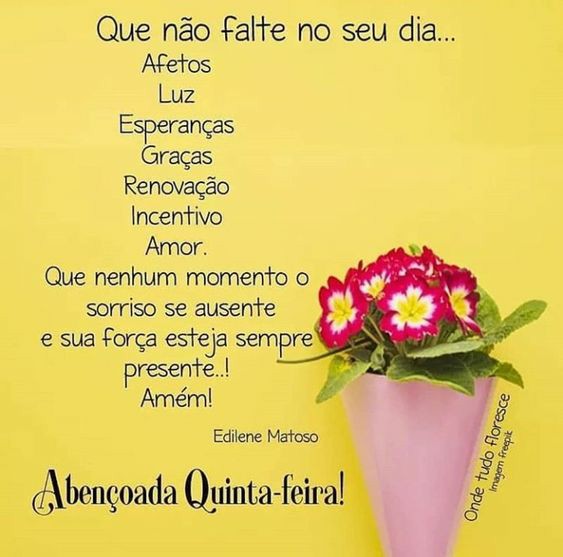 Que não falte no seu dia...
Afetos
Luz
Esperanças
Graças
Renovação
Incentivo
Amor.
Que nenhum momento o
sorriso se ausente
e sua força esteja sempre
presente..!
Amém!
Edilene Matoso
Abençoada Quinta-feira!
Onde tudo floresce
Imagem freepik